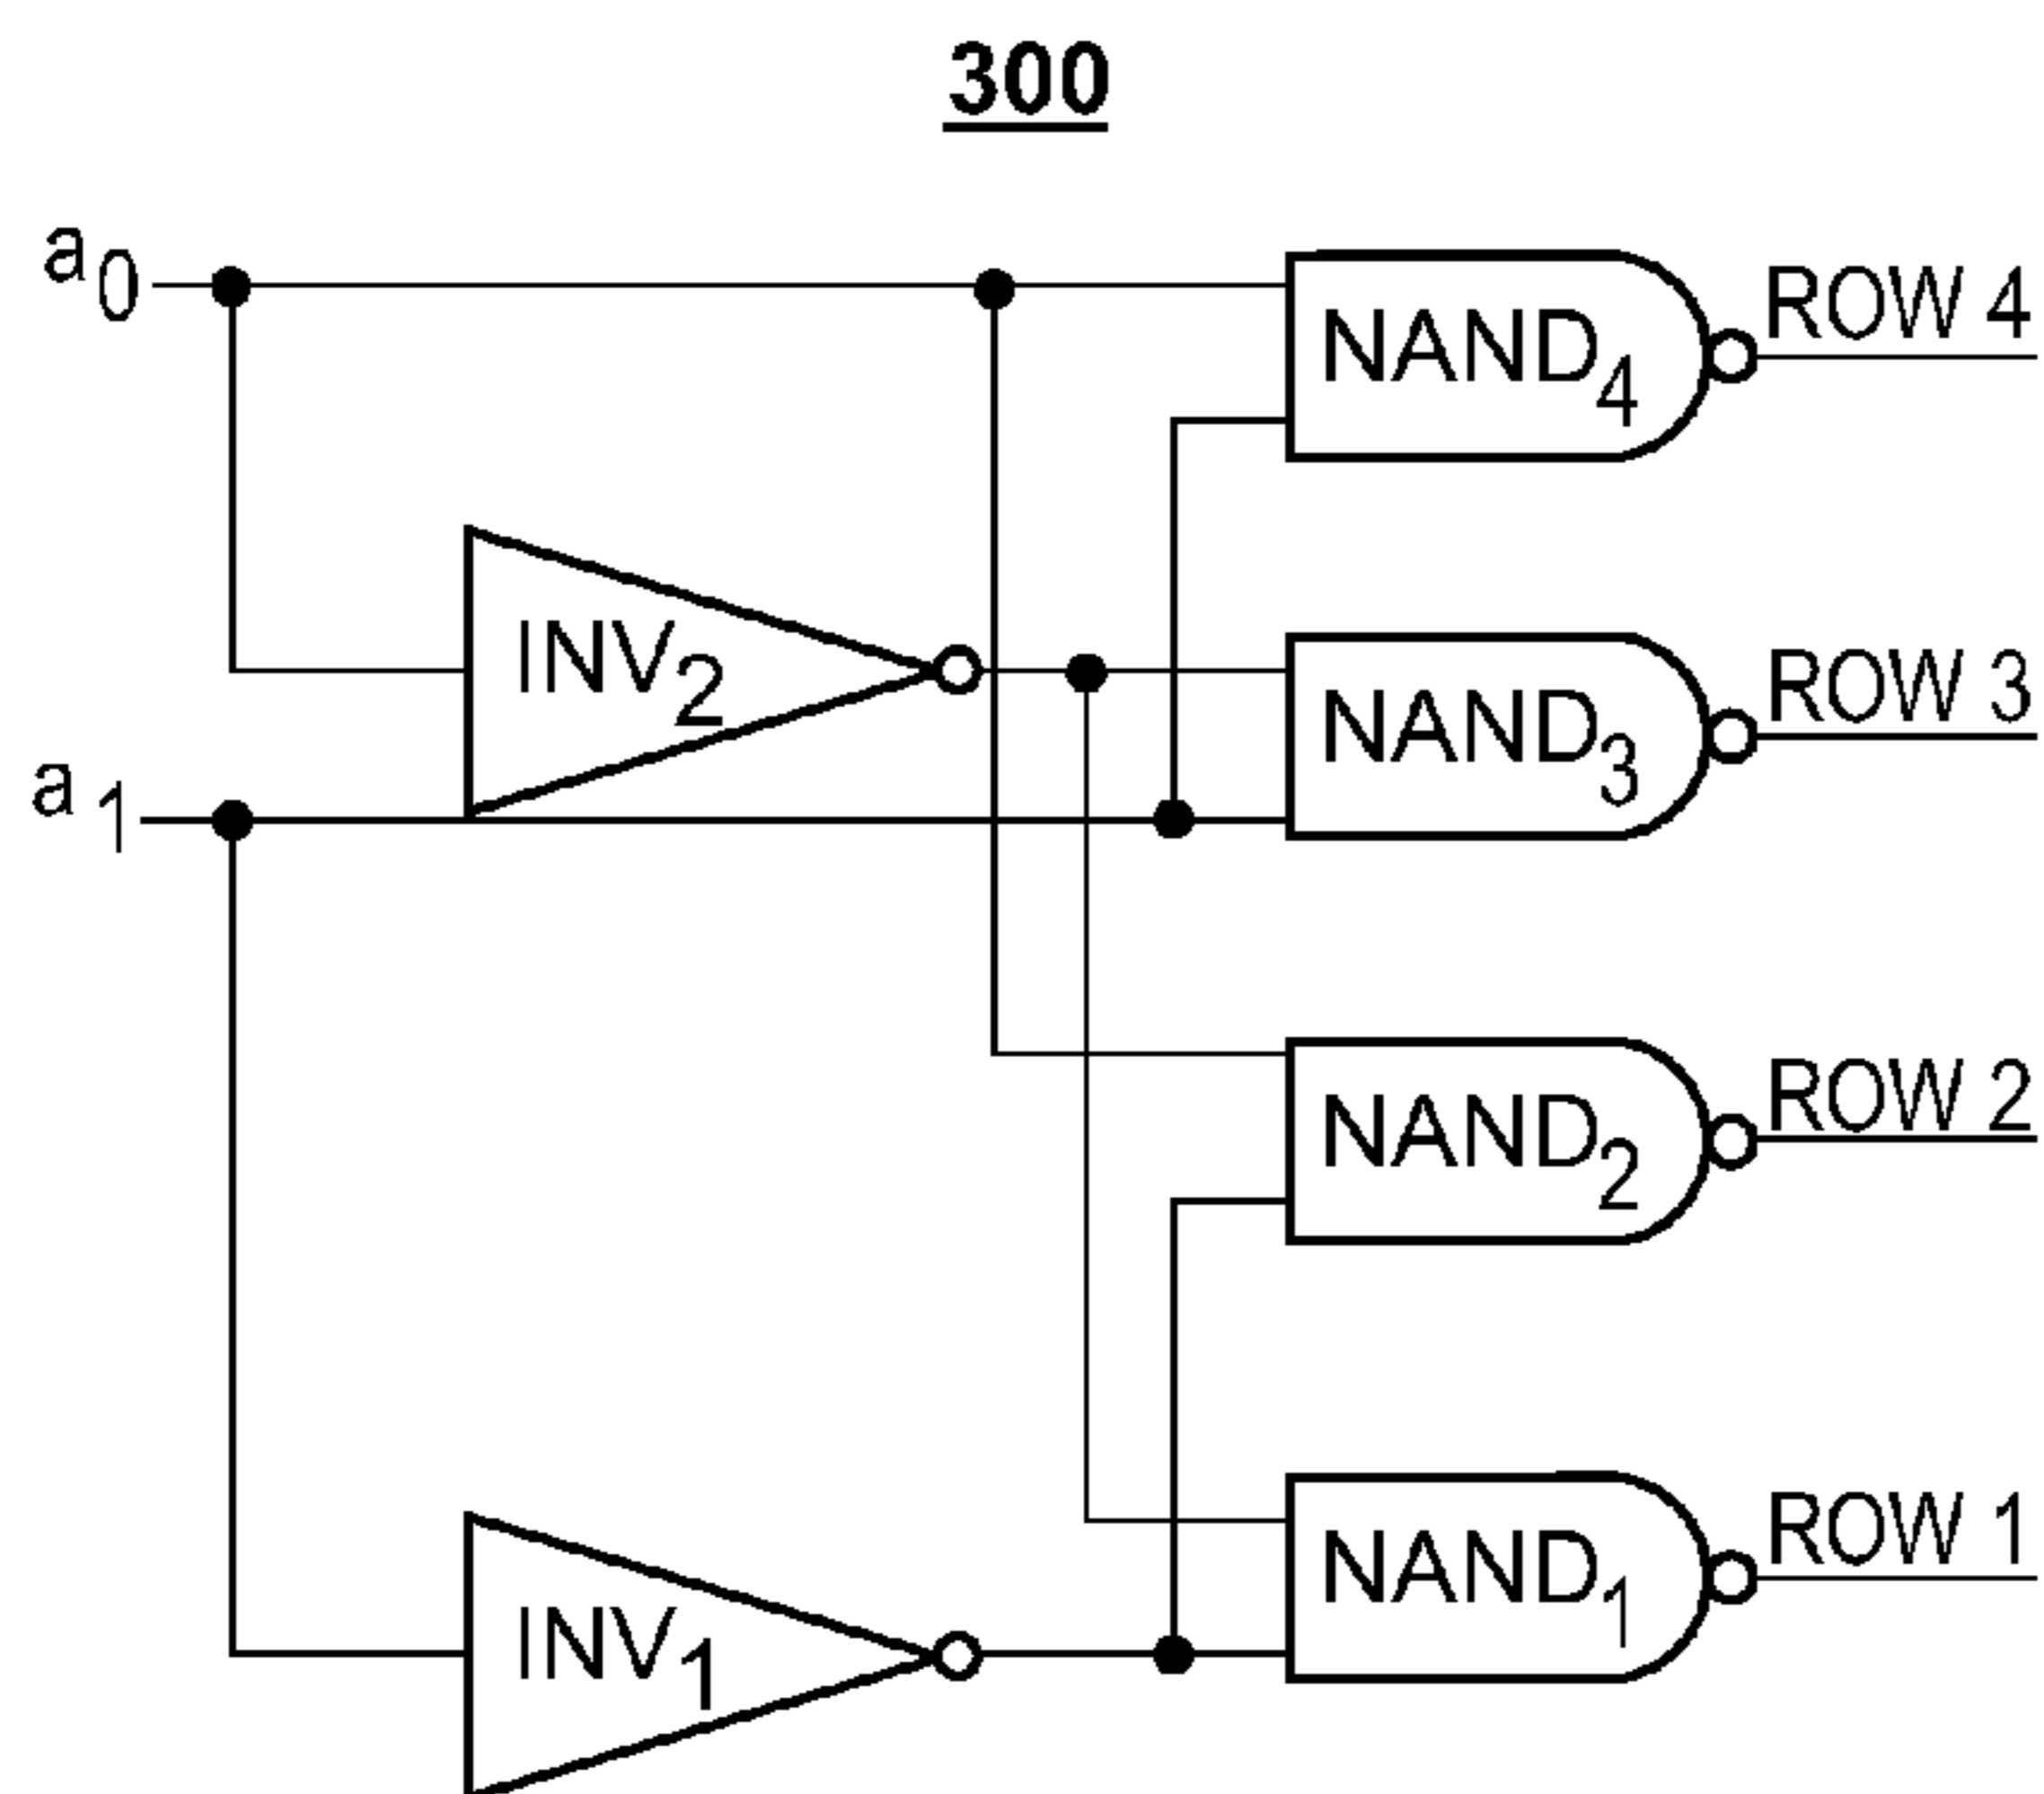 300
a0
NAND4
ROW 4
INV2
NAND3
ROW 3
a1
NAND2
ROW 2
INV1
NAND1
ROW 1